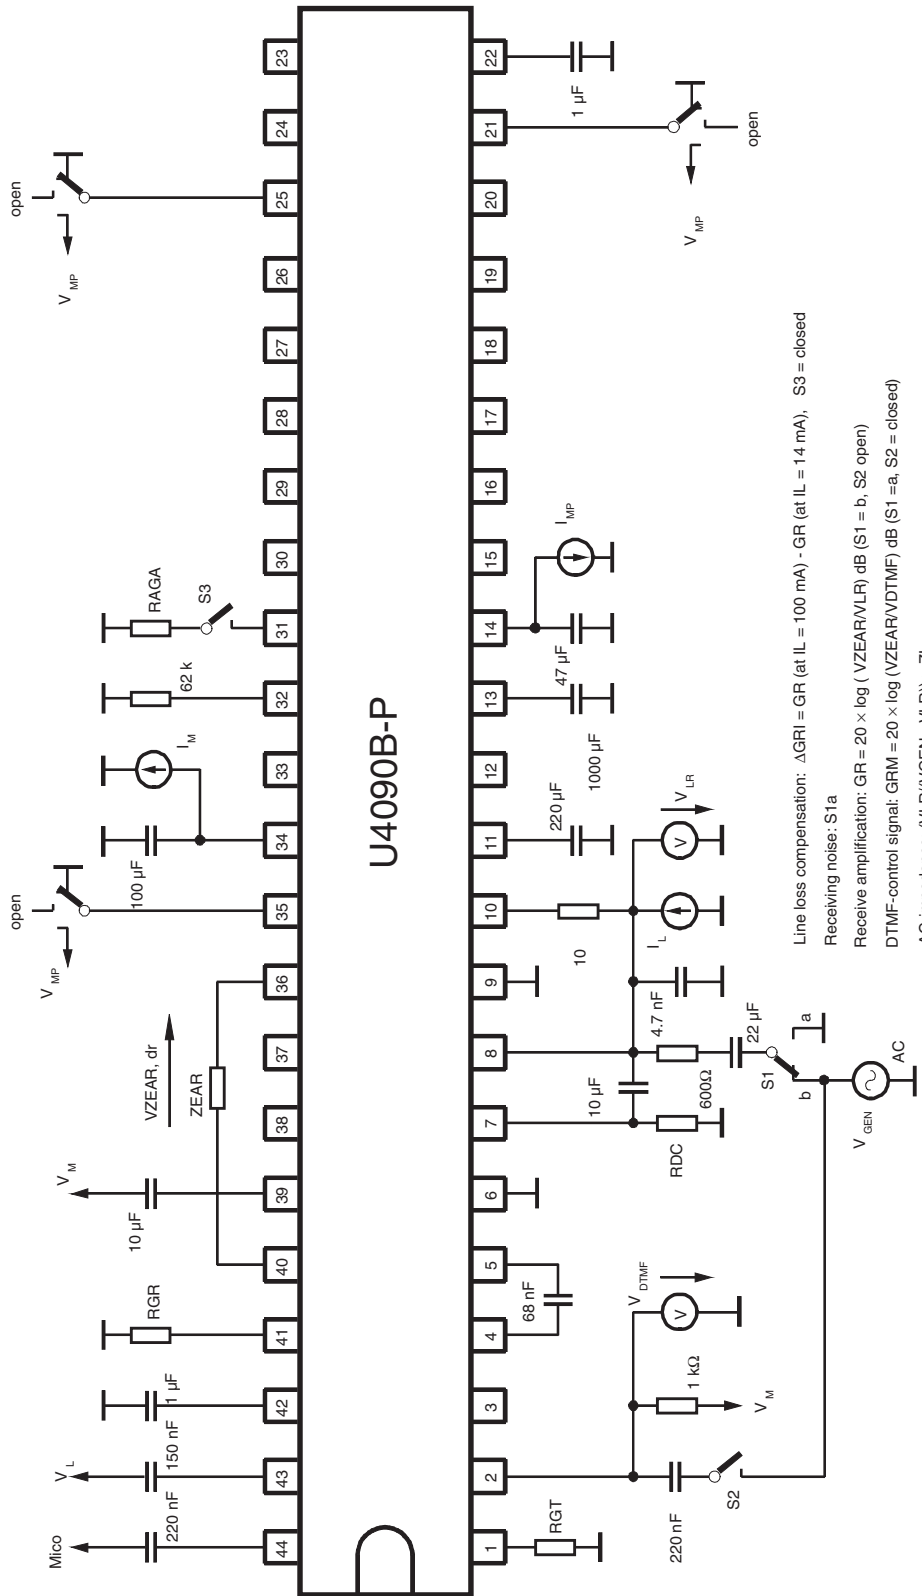 open
V MP
23
24
25
26
27
28
29
30
31
32
33
34
35
36
37
38
39
40
41
42
43
44
RAGA
S3
62 k
I M
100 µF
open
V MP
VZEAR, dr
ZEAR
V M
10 µF
RGR
1 µF
V L
150 nF
Mico
220 nF
U4090B-P
22
21
20
19
18
17
16
15
14
13
12
11
10
9
8
7
6
5
4
3
2
1
1 µF
open
V MP
I MP
47 µF
1000 µF
220 µF
V LR
V
10
I L
4.7 nF
22 µF
10 µF
600Ω
S1
a
b
AC
RDC
V GEN
68 nF
V DTMF
V
1 kΩ
V M
220 nF
S2
RGT
Line loss compensation: ΔGRI = GR (at IL = 100 mA) - GR (at IL = 14 mA), S3 = closed
Receiving noise: S1a
Receive amplification: GR = 20 × log ( VZEAR/VLR) dB (S1 = b, S2 open)
DTMF-control signal: GRM = 20 × log (VZEAR/VDTMF) dB (S1 =a, S2 = closed)